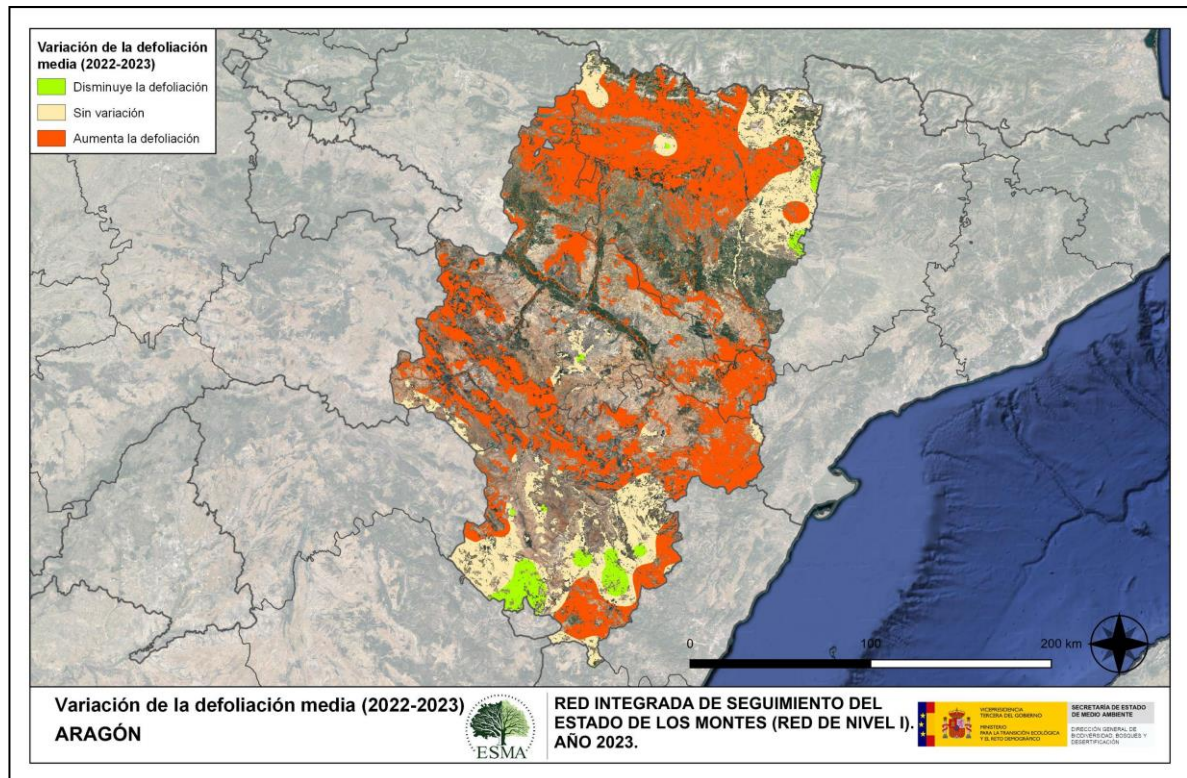 Variación de la defoliación
media (2022-2023)
Disminuye la defoliación
Sin variación
Aumenta la defoliación
0
100
200 km
Variación de la defoliación media (2022-2023)
ARAGÓN
ESMA
RED INTEGRADA DE SEGUIMIENTO DEL
ESTADO DE LOS MONTES (RED DE NIVEL I).
AÑO 2023.
VICEPRESIDENCIA
TERCERA DEL GOBIERNO
MINISTERIO
PARA LA TRANSICIÓN ECOLÓGICA
Y EL RETO DEMOGRÁFICO
SECRETARÍA DE ESTADO
DE MEDIO AMBIENTE
DIRECCIÓN GENERAL DE
BIODIVERSIDAD, BOSQUES Y
DESERTIFICACIÓN